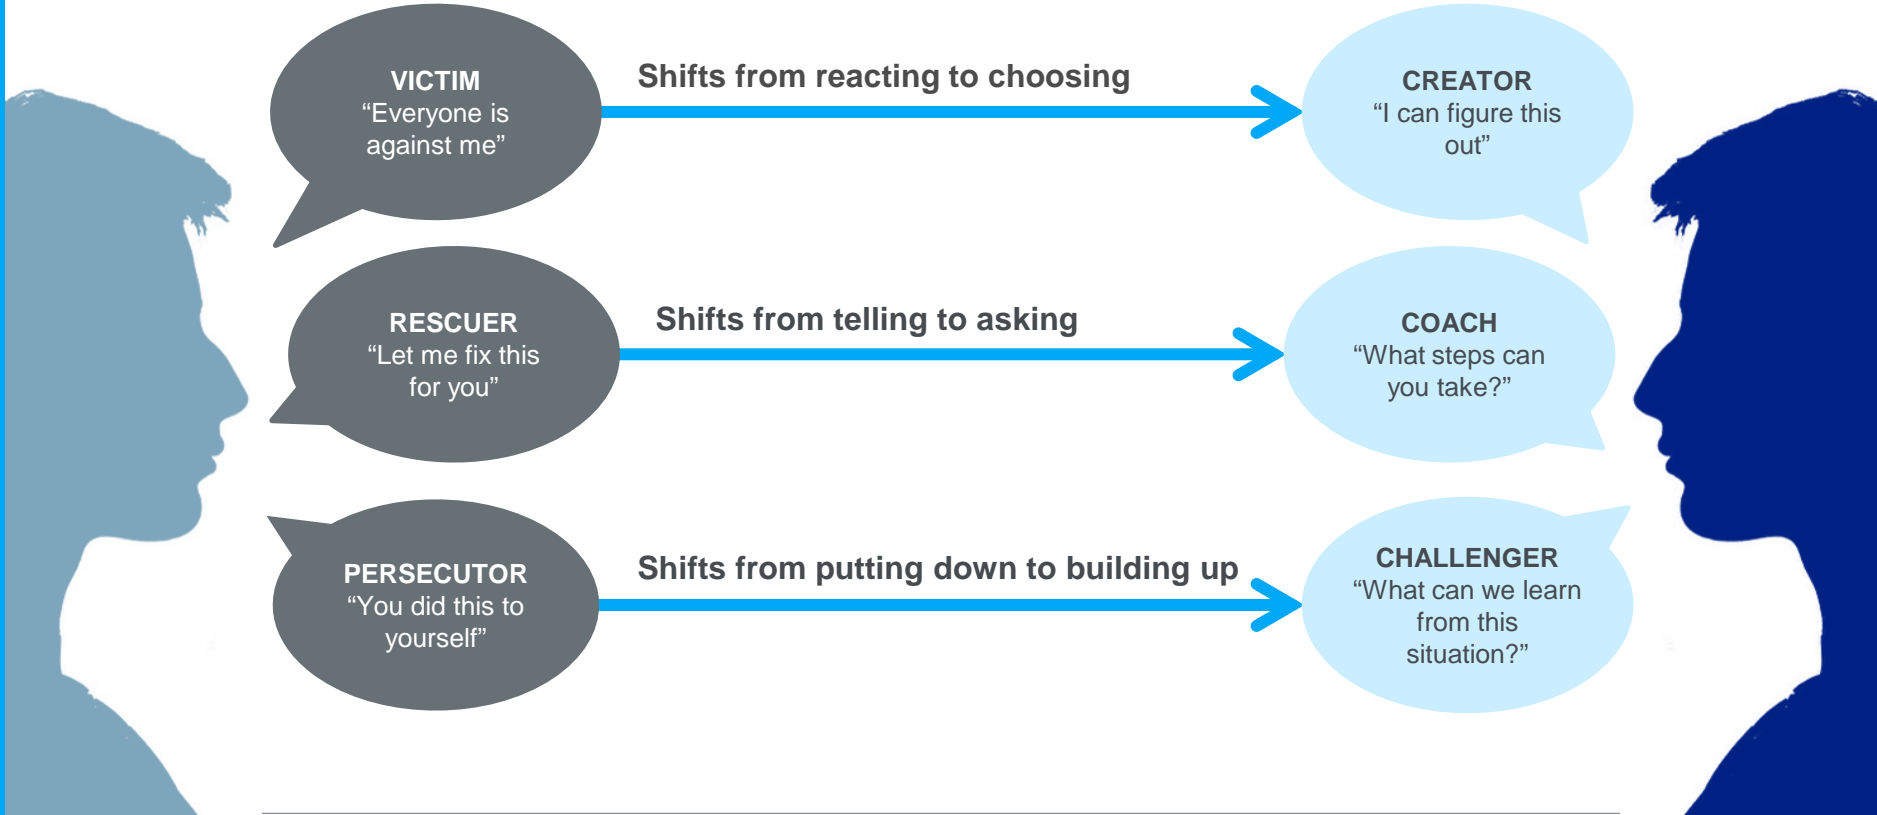 VICTIM
“Everyone is
against me”
Shifts from reacting to choosing
CREATOR
“I can figure this
out”
RESCUER
“Let me fix this
for you”
Shifts from telling to asking
COACH
“What steps can
you take?”
PERSECUTOR
“You did this to
yourself”
Shifts from putting down to building up
CHALLENGER
“What can we learn
from this
situation?”